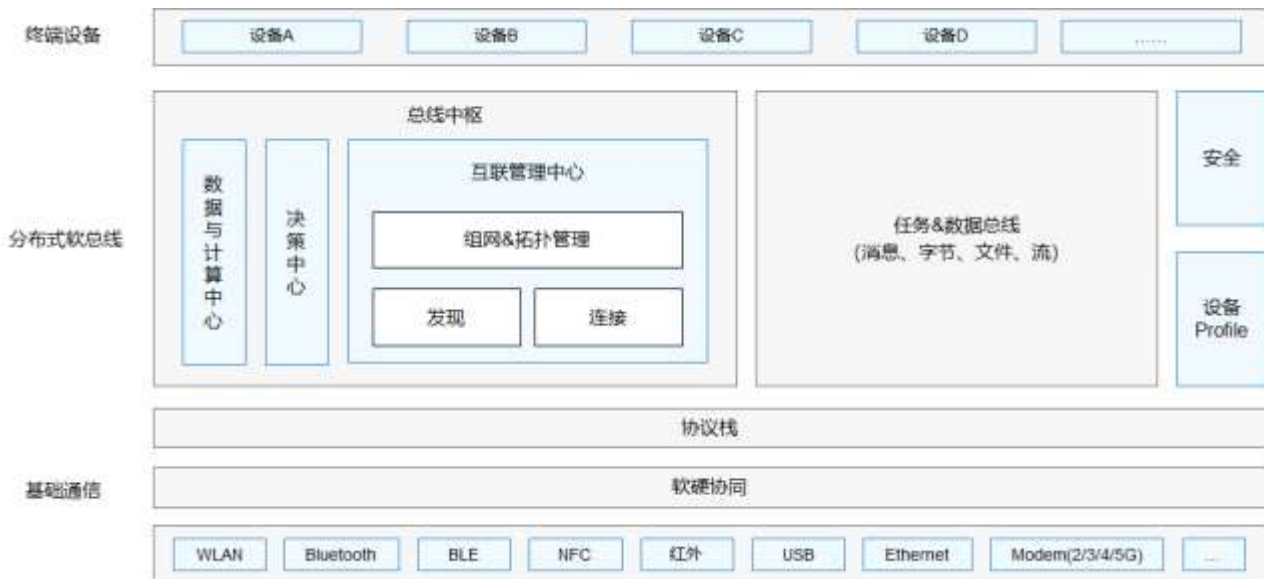 终端设备
设备A
设备B
设备C
设备D
......
分布式软总线
总线中枢
数据与计算中心
决策中心
互联管理中心
组网&拓扑管理
发现
连接
任务&数据总线
(消息、字节、文件、流)
安全
设备
Profile
基础通信
协议栈
软硬协同
WLAN
Bluetooth
BLE
NFC
红外
USB
Ethernet
Modem(2/3/4/5G)
...